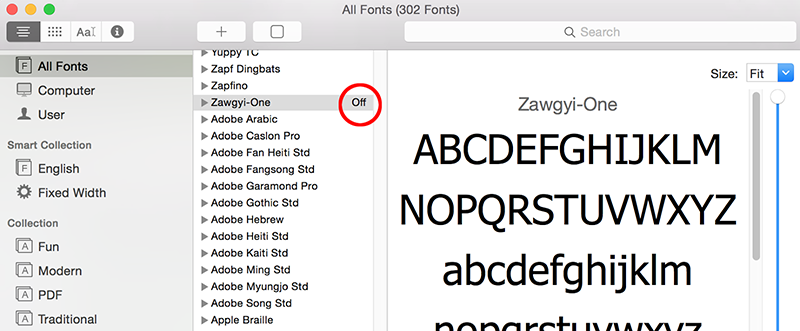 All Fonts (302 Fonts)
Search
All Fonts
Computer
User
Smart Collection
English
Fixed Width
Collection
Fun
Modern
PDF
Traditional
Yuppy TC
Zapf Dingbats
Zapfino
Zawgyi-One Off
Adobe Arabic
Adobe Caslon Pro
Adobe Fan Heiti Std
Adobe Fangsong Std
Adobe Garamond Pro
Adobe Gothic Std
Adobe Hebrew
Adobe Heiti Std
Adobe Kaiti Std
Adobe Ming Std
Adobe Myungjo Std
Adobe Song Std
Apple Braille
Size: Fit
Zawgyi-One
ABCDEFGHIJKLM
NOPQRSTUVWXYZ
abcdefghijklm
nopqrstuvwxyz